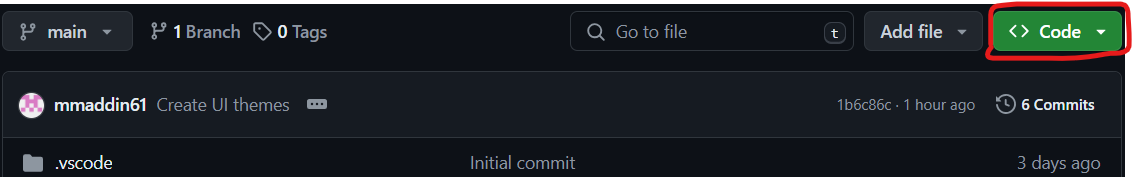 main 1 Branch 0 Tags Go to file t Add file <> Code
mmaddin61 Create UI themes 1b6c86c · 1 hour ago 6 Commits
.vscode Initial commit 3 days ago